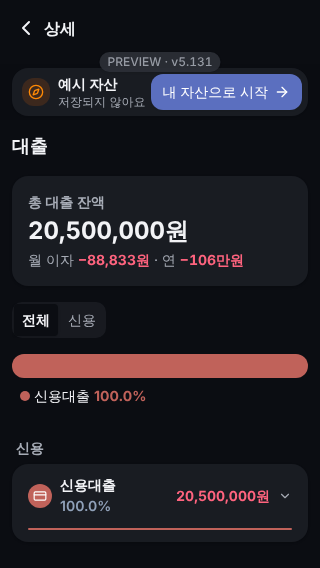 상세
PREVIEW · v5.131
예시 자산
저장되지 않아요
내 자산으로 시작 →
대출
총 대출 잔액
20,500,000원
월 이자 −88,833원 · 연 −106만원
전체 신용
신용대출 100.0%
신용
신용대출
100.0%
20,500,000원